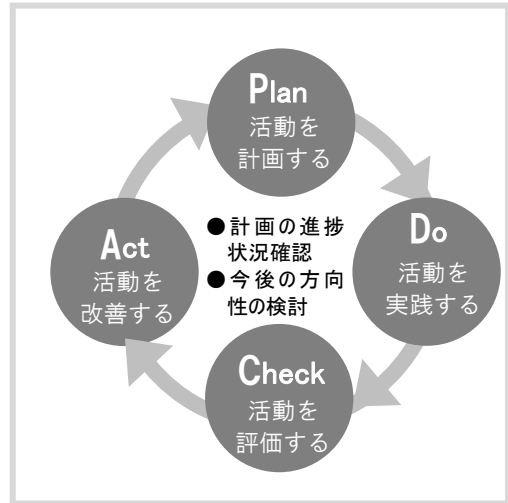 Plan
活動を
計画する
Do
活動を
実践する
Check
活動を
評価する
Act
活動を
改善する
●計画の進捗
状況確認
●今後の方向
性の検討